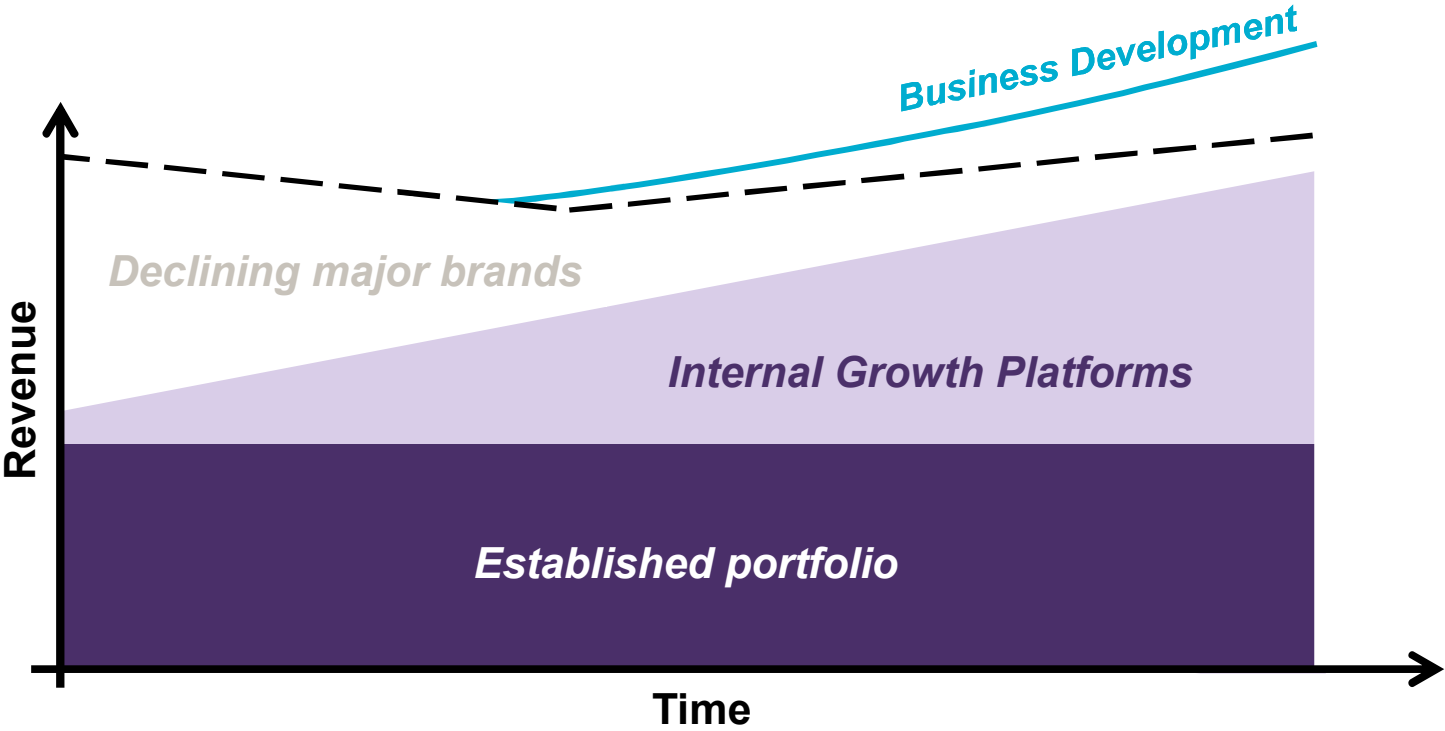 Business Development
Declining major brands
Revenue
Internal Growth Platforms
Established portfolio
Time